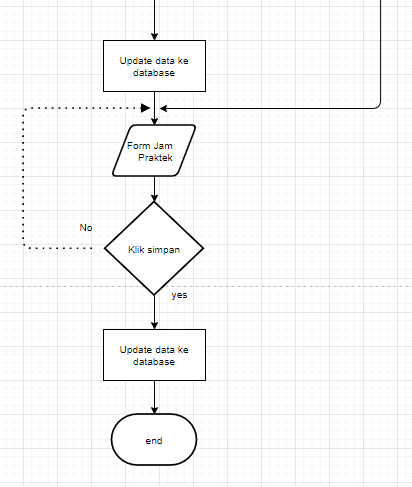 Update data ke
database
Form Jam
Praktek
No
Klik simpan
yes
Update data ke
database
end